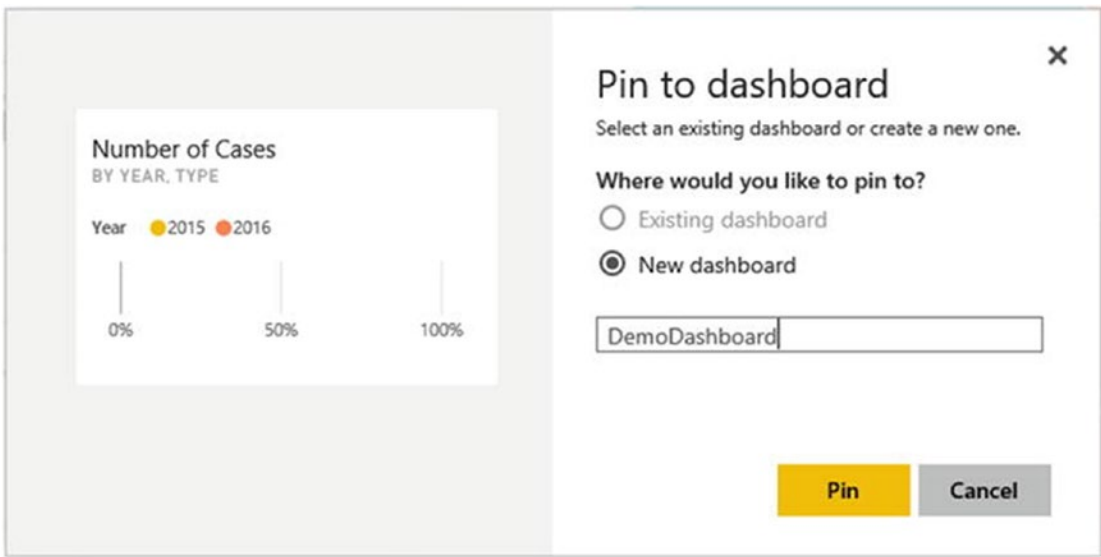 Number of Cases
BY YEAR, TYPE
Year 2015 2016
0% 50% 100%
Pin to dashboard
Select an existing dashboard or create a new one.
Where would you like to pin to?
Existing dashboard
New dashboard
DemoDashboard
Pin Cancel